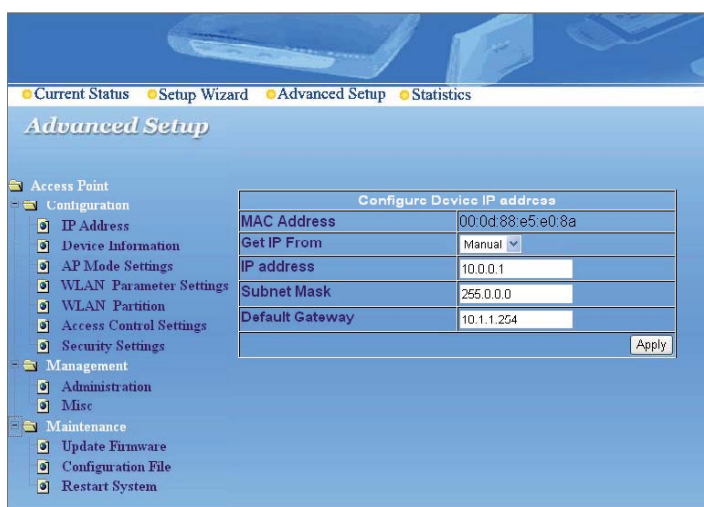 Current Status Setup Wizard Advanced Setup Statistics
Advanced Setup
Access Point
Configuration
IP Address
Device Information
AP Mode Settings
WLAN Parameter Settings
WLAN Partition
Access Control Settings
Security Settings
Management
Administration
Misc
Maintenance
Update Firmware
Configuration File
Restart System
Configure Device IP address
MAC Address 00:0d:88:e5:e0:8a
Get IP From Manual
IP address 10.0.0.1
Subnet Mask 255.0.0.0
Default Gateway 10.1.1.254
Apply